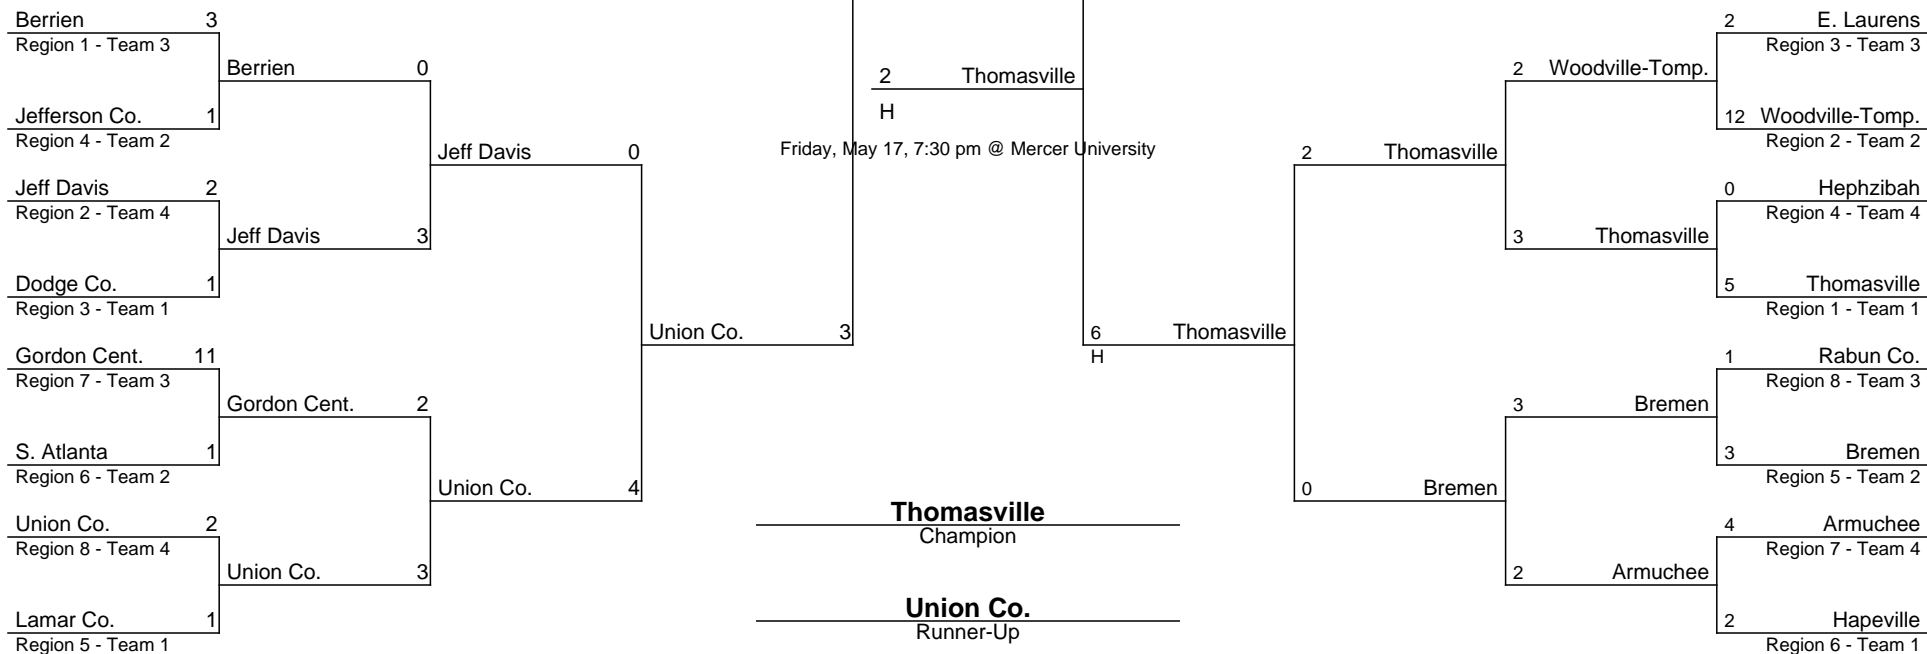 Berrien 3
Region 1 - Team 3
Berrien 0
Jefferson Co. 1
Region 4 - Team 2
Jeff Davis 0
Jeff Davis 2
Region 2 - Team 4
Jeff Davis 3
Dodge Co. 1
Region 3 - Team 1
Union Co. 3
Gordon Cent. 11
Region 7 - Team 3
Gordon Cent. 2
S. Atlanta 1
Region 6 - Team 2
Union Co. 4
Union Co. 2
Region 8 - Team 4
Union Co. 3
Lamar Co. 1
Region 5 - Team 1
2 Thomasville
H
Friday, May 17, 7:30 pm @ Mercer University
6 Thomasville
H
Thomasville
Champion
Union Co.
Runner-Up
2 E. Laurens
Region 3 - Team 3
2 Woodville-Tomp.
12 Woodville-Tomp.
Region 2 - Team 2
2 Thomasville
0 Hephzibah
Region 4 - Team 4
3 Thomasville
5 Thomasville
Region 1 - Team 1
1 Rabun Co.
Region 8 - Team 3
3 Bremen
3 Bremen
Region 5 - Team 2
0 Bremen
4 Armuchee
Region 7 - Team 4
2 Armuchee
2 Hapeville
Region 6 - Team 1